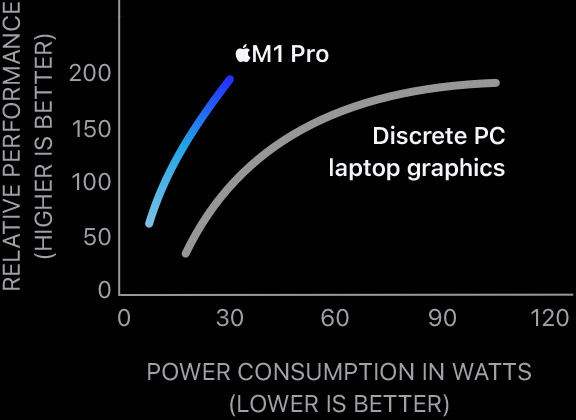 RELATIVE PERFORMANCE
(HIGHER IS BETTER)
M1 Pro
Discrete PC
laptop graphics
200
150
100
50
0
0 30 60 90 120
POWER CONSUMPTION IN WATTS
(LOWER IS BETTER)